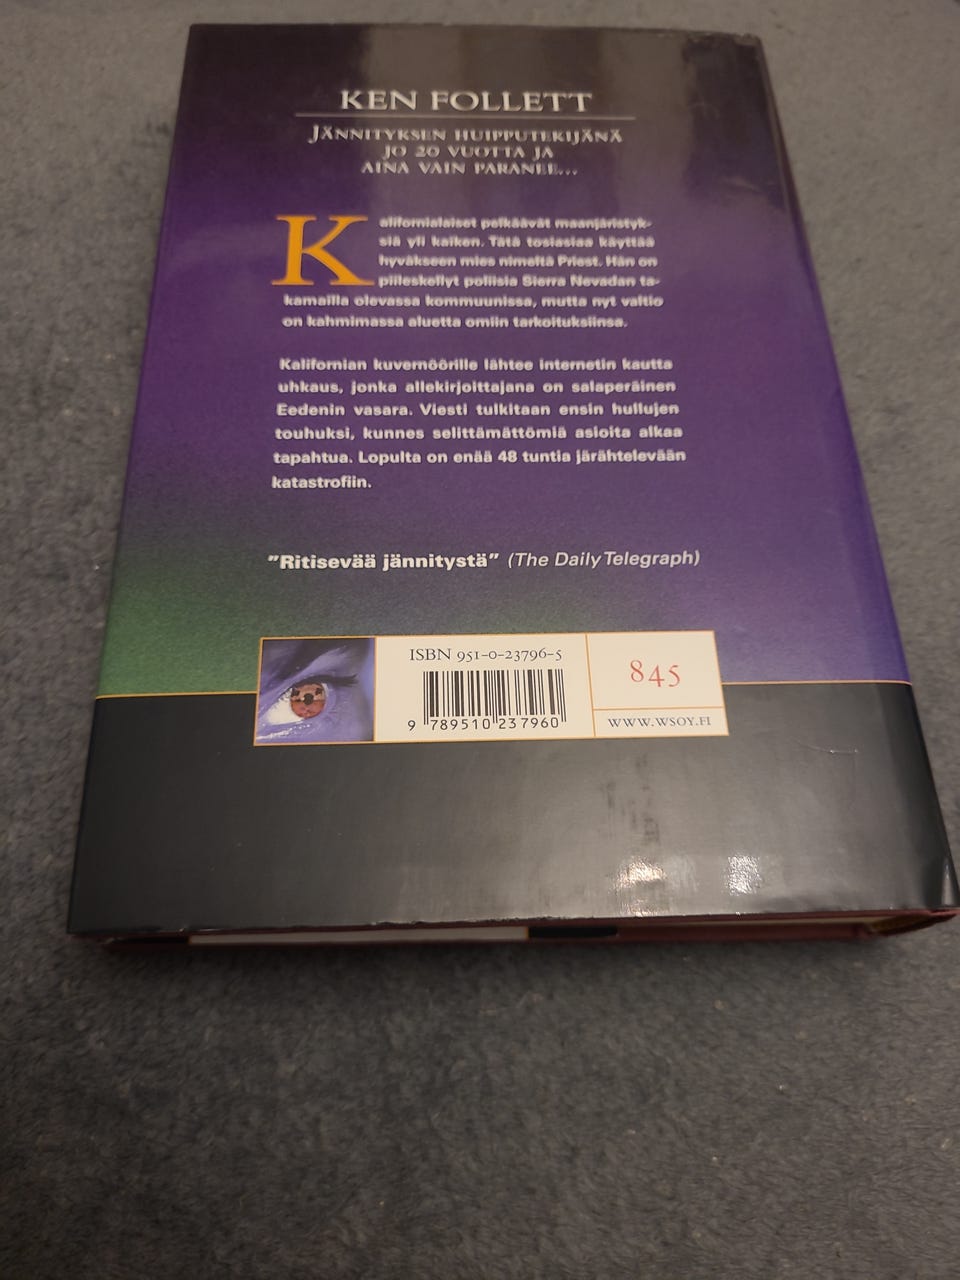 KEN FOLLETT
JÄNNITYKSEN HUIPPUTEKIJÄNÄ
JO 20 VUOTTA JA
AINA VAIN PARANEE...
Kalifornialaiset pelkäävät maanjäristyk-
siä yli kaiken. Tätä tosiasiaa käyttää
hyväkseen mies nimeltä Priest. Hän on
piileskellyt poliisia Sierra Nevadan ta-
kamailla olevassa kommuunissa, mutta nyt valtio
on kahmimassa aluetta omiin tarkoituksiinsa.
Kalifornian kuvernöörille lähtee internetin kautta
uhkaus, jonka allekirjoittajana on salaperäinen
Eedenin vasara. Viesti tulkitaan ensin hullujen
touhuksi, kunnes selittämättömiä asioita alkaa
tapahtua. Lopulta on enää 48 tuntia järähtelevään
katastrofiin.
"Ritisevää jännitystä" (The Daily Telegraph)
ISBN 951-0-23796-5
845
9 789510 237960
WWW.WSOY.FI